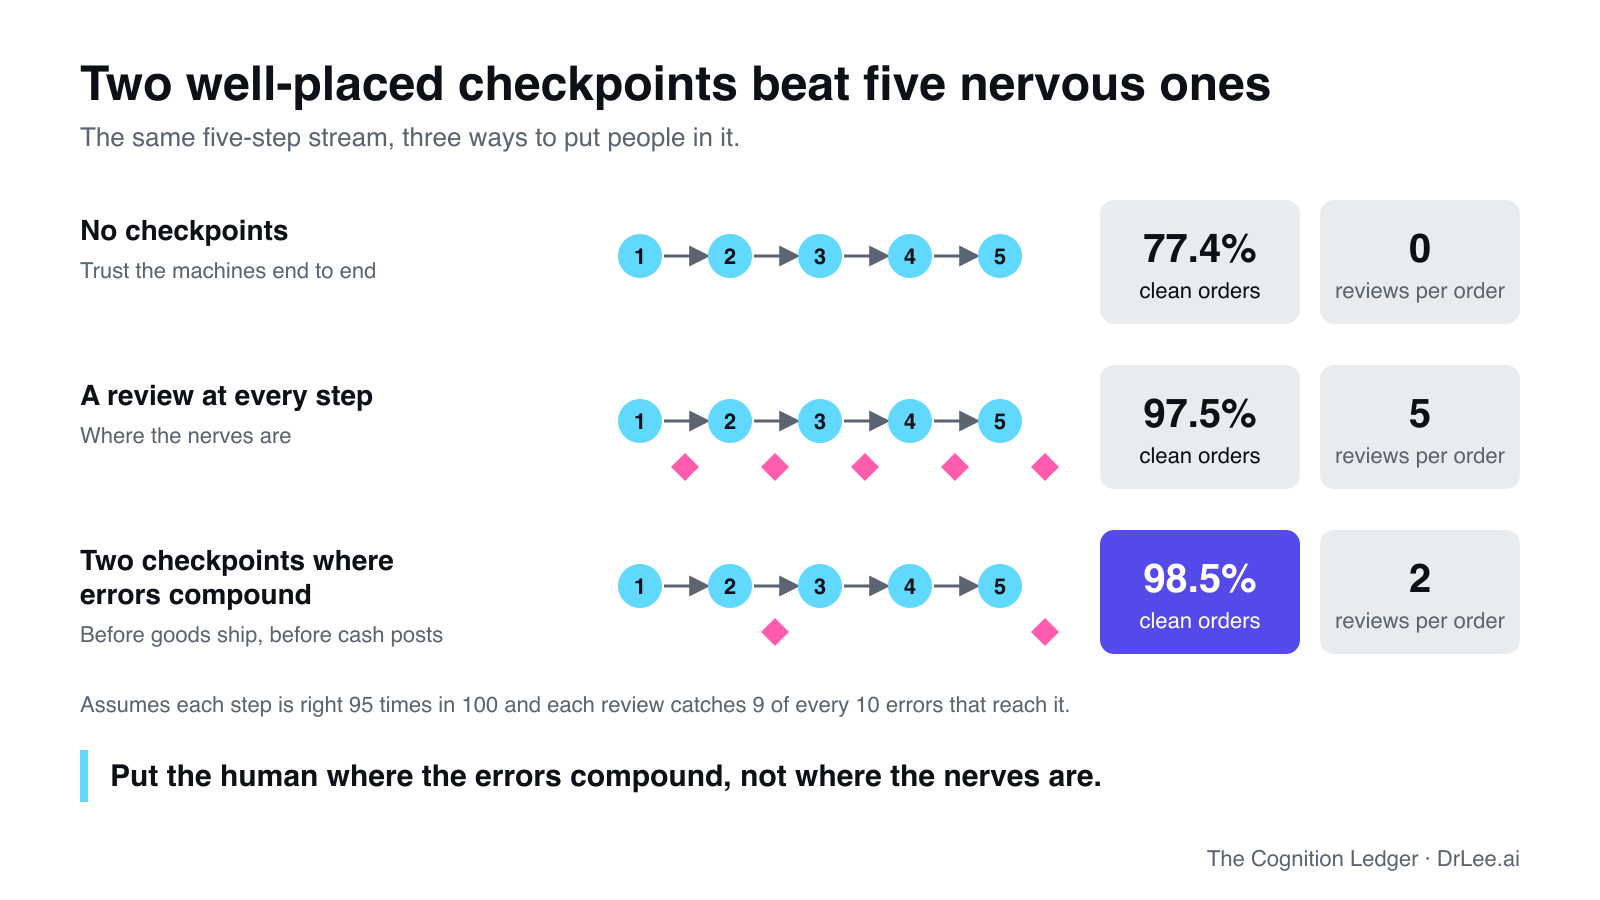 Two well-placed checkpoints beat five nervous ones
The same five-step stream, three ways to put people in it.
No checkpoints
Trust the machines end to end
1 2 3 4 5
77.4%
clean orders
0
reviews per order
A review at every step
Where the nerves are
1 2 3 4 5
97.5%
clean orders
5
reviews per order
Two checkpoints where
errors compound
Before goods ship, before cash posts
1 2 3 4 5
98.5%
clean orders
2
reviews per order
Assumes each step is right 95 times in 100 and each review catches 9 of every 10 errors that reach it.
Put the human where the errors compound, not where the nerves are.
The Cognition Ledger · DrLee.ai